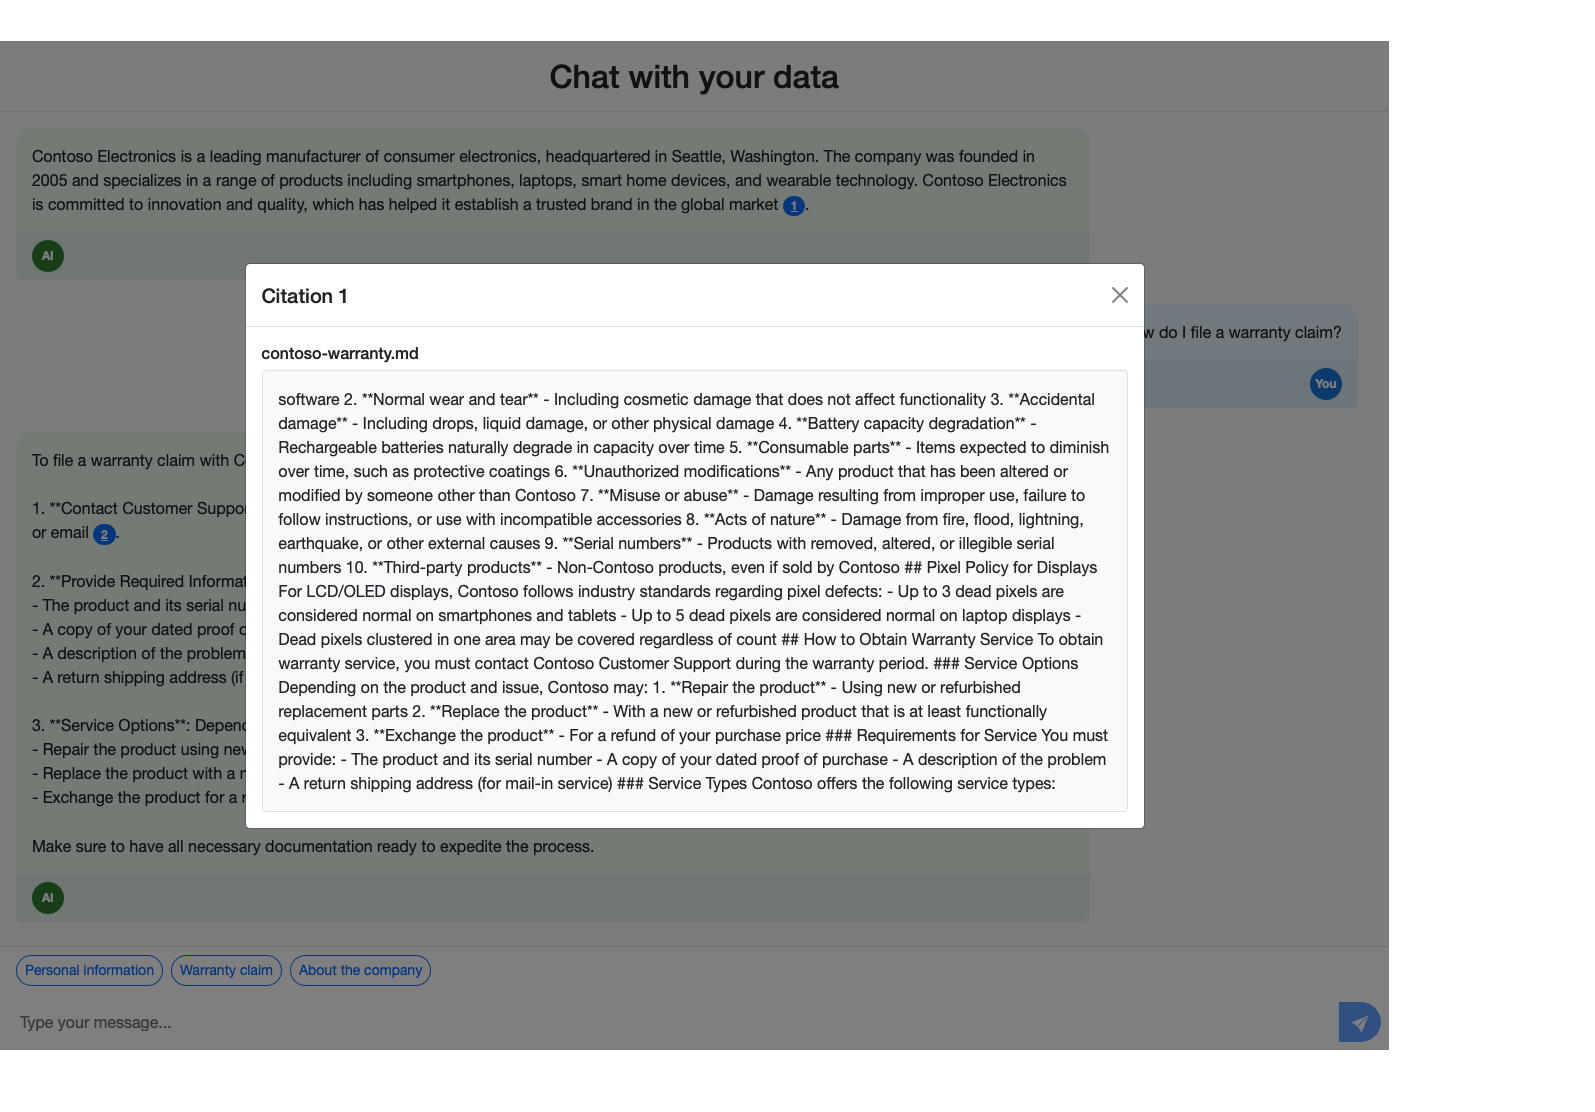 Chat with your data
Contoso Electronics is a leading manufacturer of consumer electronics, headquartered in Seattle, Washington. The company was founded in
2005 and specializes in a range of products including smartphones, laptops, smart home devices, and wearable technology. Contoso Electronics
is committed to innovation and quality, which has helped it establish a trusted brand in the global market 1.
AI
do I file a warranty claim?
You
To file a warranty claim with
1. **Contact Customer
or email 2.
2. **Provide Required
- The product and its serial
- A copy of your dated proof
- A description of the problem
- A return shipping address (if
3. **Service Options**:
- Repair the product using
- Replace the product with a
- Exchange the product for a
Make sure to have all necessary documentation ready to expedite the process.
AI
Citation 1
contoso-warranty.md
software 2. **Normal wear and tear** - Including cosmetic damage that does not affect functionality 3. **Accidental
damage** - Including drops, liquid damage, or other physical damage 4. **Battery capacity degradation** -
Rechargeable batteries naturally degrade in capacity over time 5. **Consumable parts** - Items expected to diminish
over time, such as protective coatings 6. **Unauthorized modifications** - Any product that has been altered or
modified by someone other than Contoso 7. **Misuse or abuse** - Damage resulting from improper use, failure to
follow instructions, or use with incompatible accessories 8. **Acts of nature** - Damage from fire, flood, lightning,
earthquake, or other external causes 9. **Serial numbers** - Products with removed, altered, or illegible serial
numbers 10. **Third-party products** - Non-Contoso products, even if sold by Contoso ## Pixel Policy for Displays
For LCD/OLED displays, Contoso follows industry standards regarding pixel defects: - Up to 3 dead pixels are
considered normal on smartphones and tablets - Up to 5 dead pixels are considered normal on laptop displays -
Dead pixels clustered in one area may be covered regardless of count ## How to Obtain Warranty Service To obtain
warranty service, you must contact Contoso Customer Support during the warranty period. ### Service Options
Depending on the product and issue, Contoso may: 1. **Repair the product** - Using new or refurbished
replacement parts 2. **Replace the product** - With a new or refurbished product that is at least functionally
equivalent 3. **Exchange the product** - For a refund of your purchase price ### Requirements for Service You must
provide: - The product and its serial number - A copy of your dated proof of purchase - A description of the problem
- A return shipping address (for mail-in service) ### Service Types Contoso offers the following service types:
Personal information
Warranty claim
About the company
Type your message...